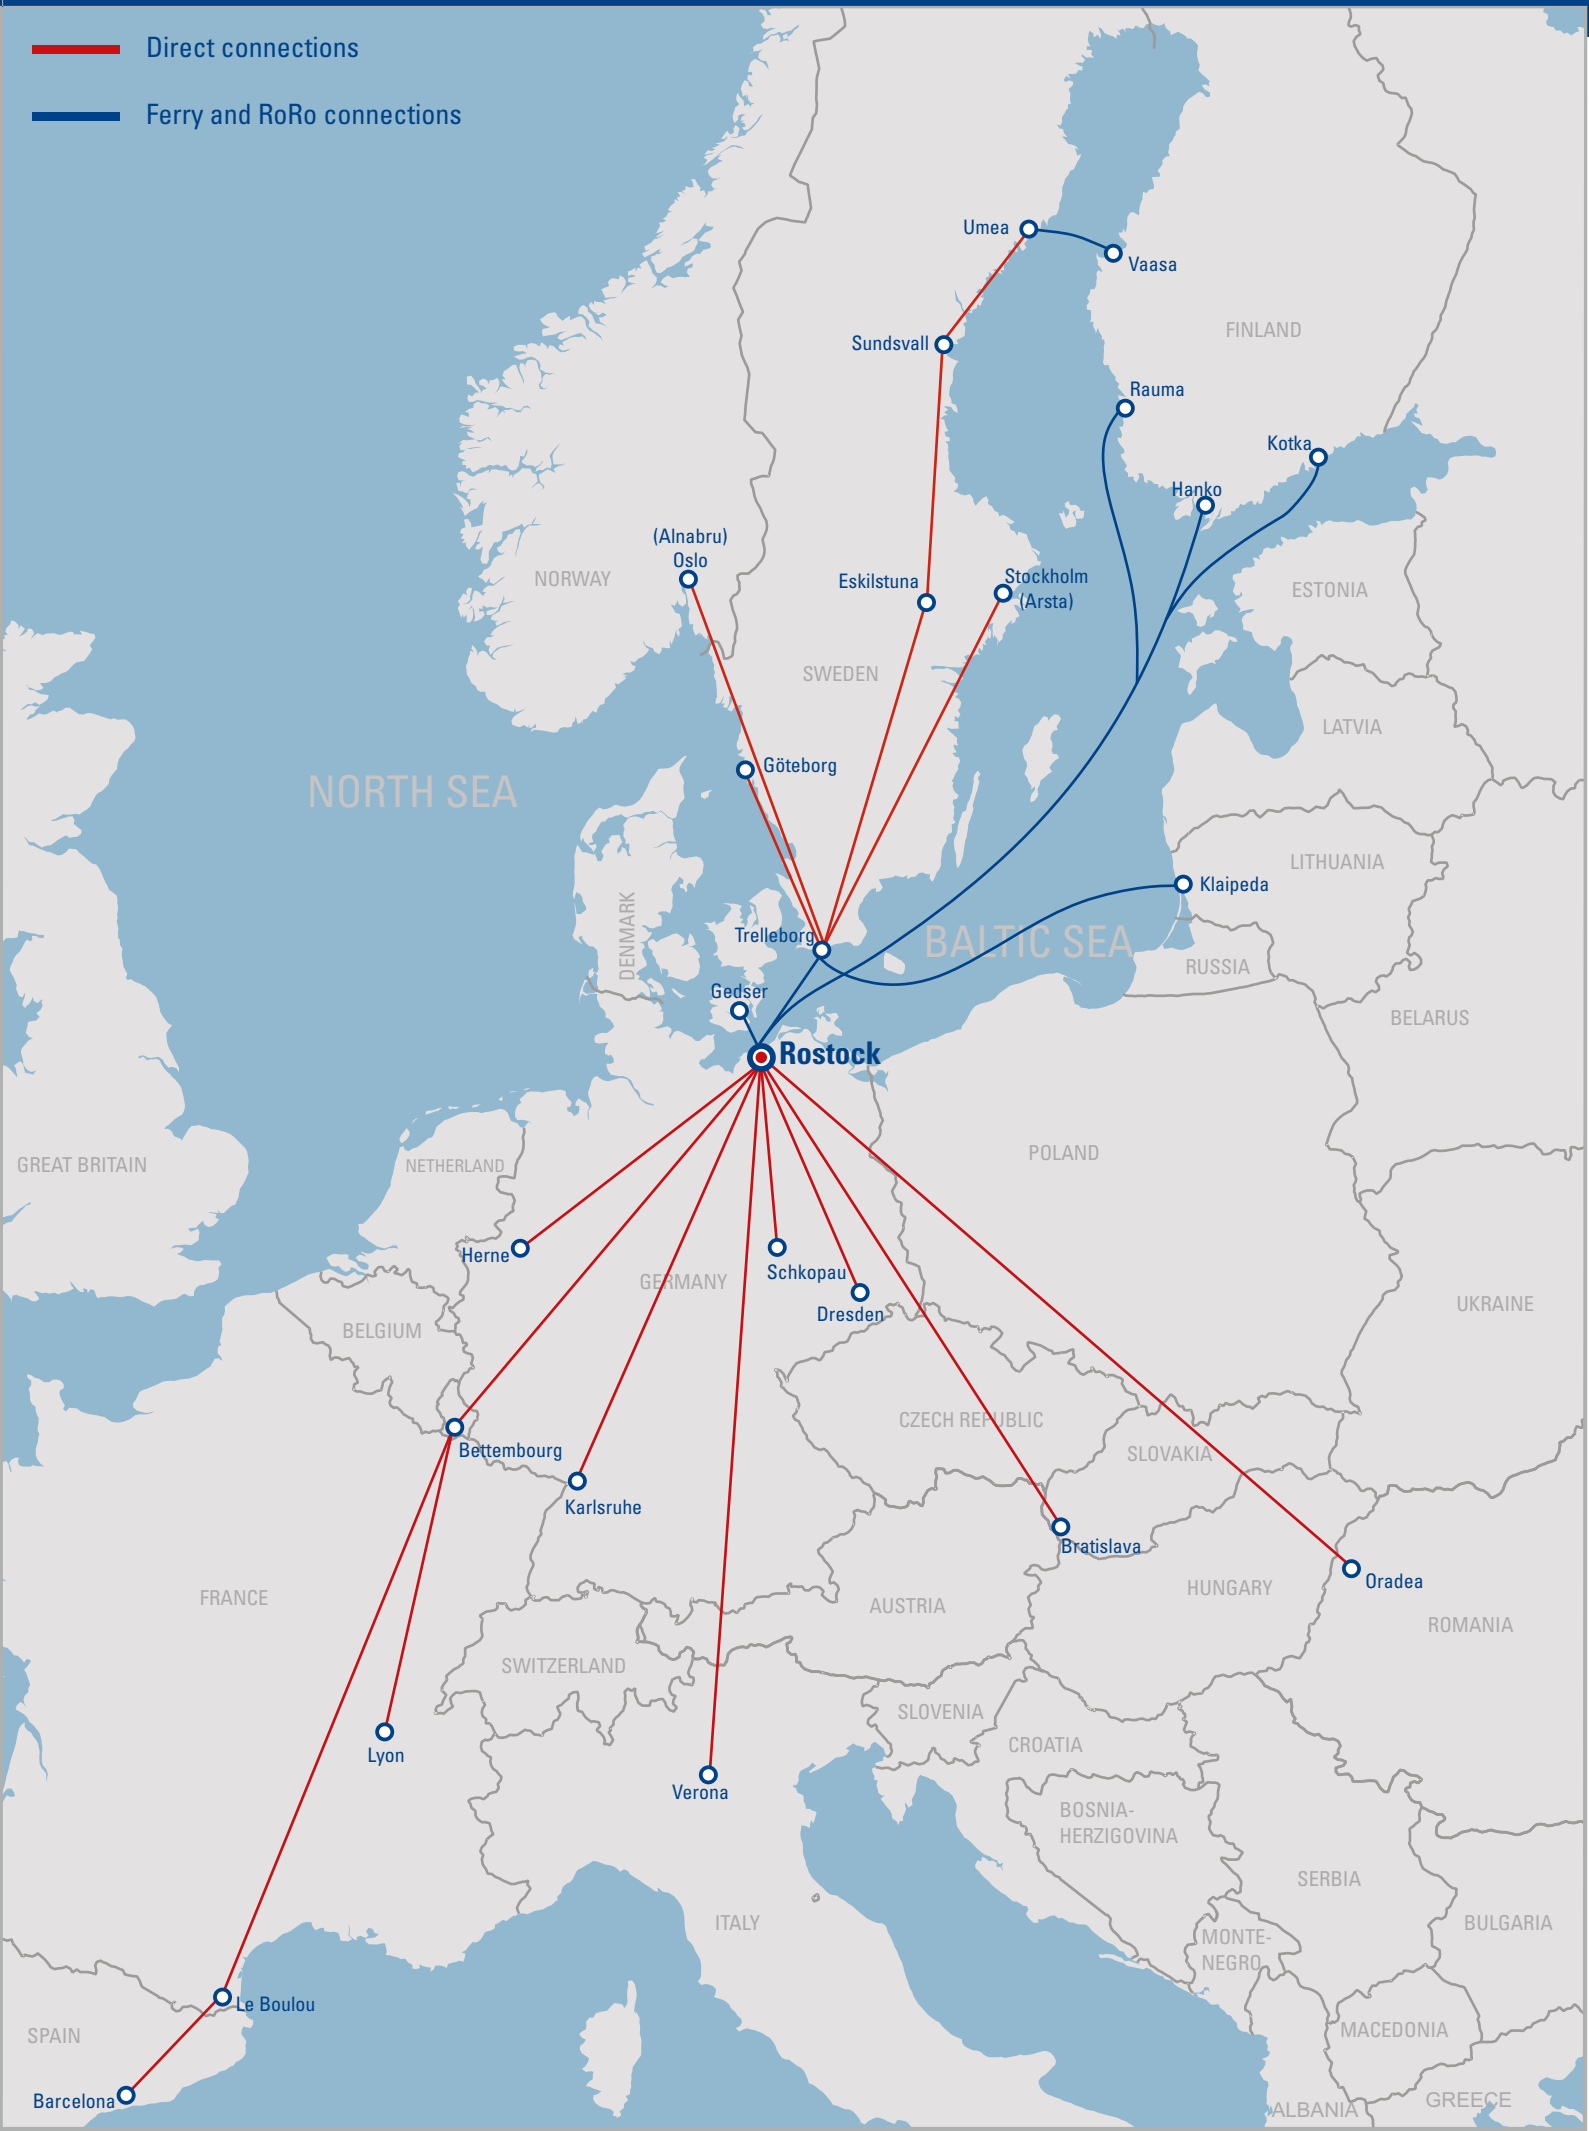 Direct connections
Ferry and RoRo connections
Umea
Vaasa
FINLAND
Sundsvall
Rauma
Kotka
Hanko
(Alnabru)
Oslo
NORWAY
Eskilstuna
Stockholm
(Arsta)
ESTONIA
SWEDEN
LATVIA
Göteborg
NORTH SEA
LITHUANIA
Klaipeda
DENMARK
Trelleborg
BALTIC SEA
RUSSIA
Gedser
BELARUS
Rostock
POLAND
GREAT BRITAIN
NETHERLAND
Herne
Schkopau
GERMANY
Dresden
UKRAINE
BELGIUM
CZECH REPUBLIC
Bettembourg
SLOVAKIA
Karlsruhe
Bratislava
Oradea
HUNGARY
FRANCE
AUSTRIA
ROMANIA
SWITZERLAND
SLOVENIA
CROATIA
Lyon
Verona
BOSNIA-
HERZIGOVINA
SERBIA
ITALY
BULGARIA
MONTE-
NEGRO
Le Boulou
SPAIN
MACEDONIA
Barcelona
GREECE
ALBANIA